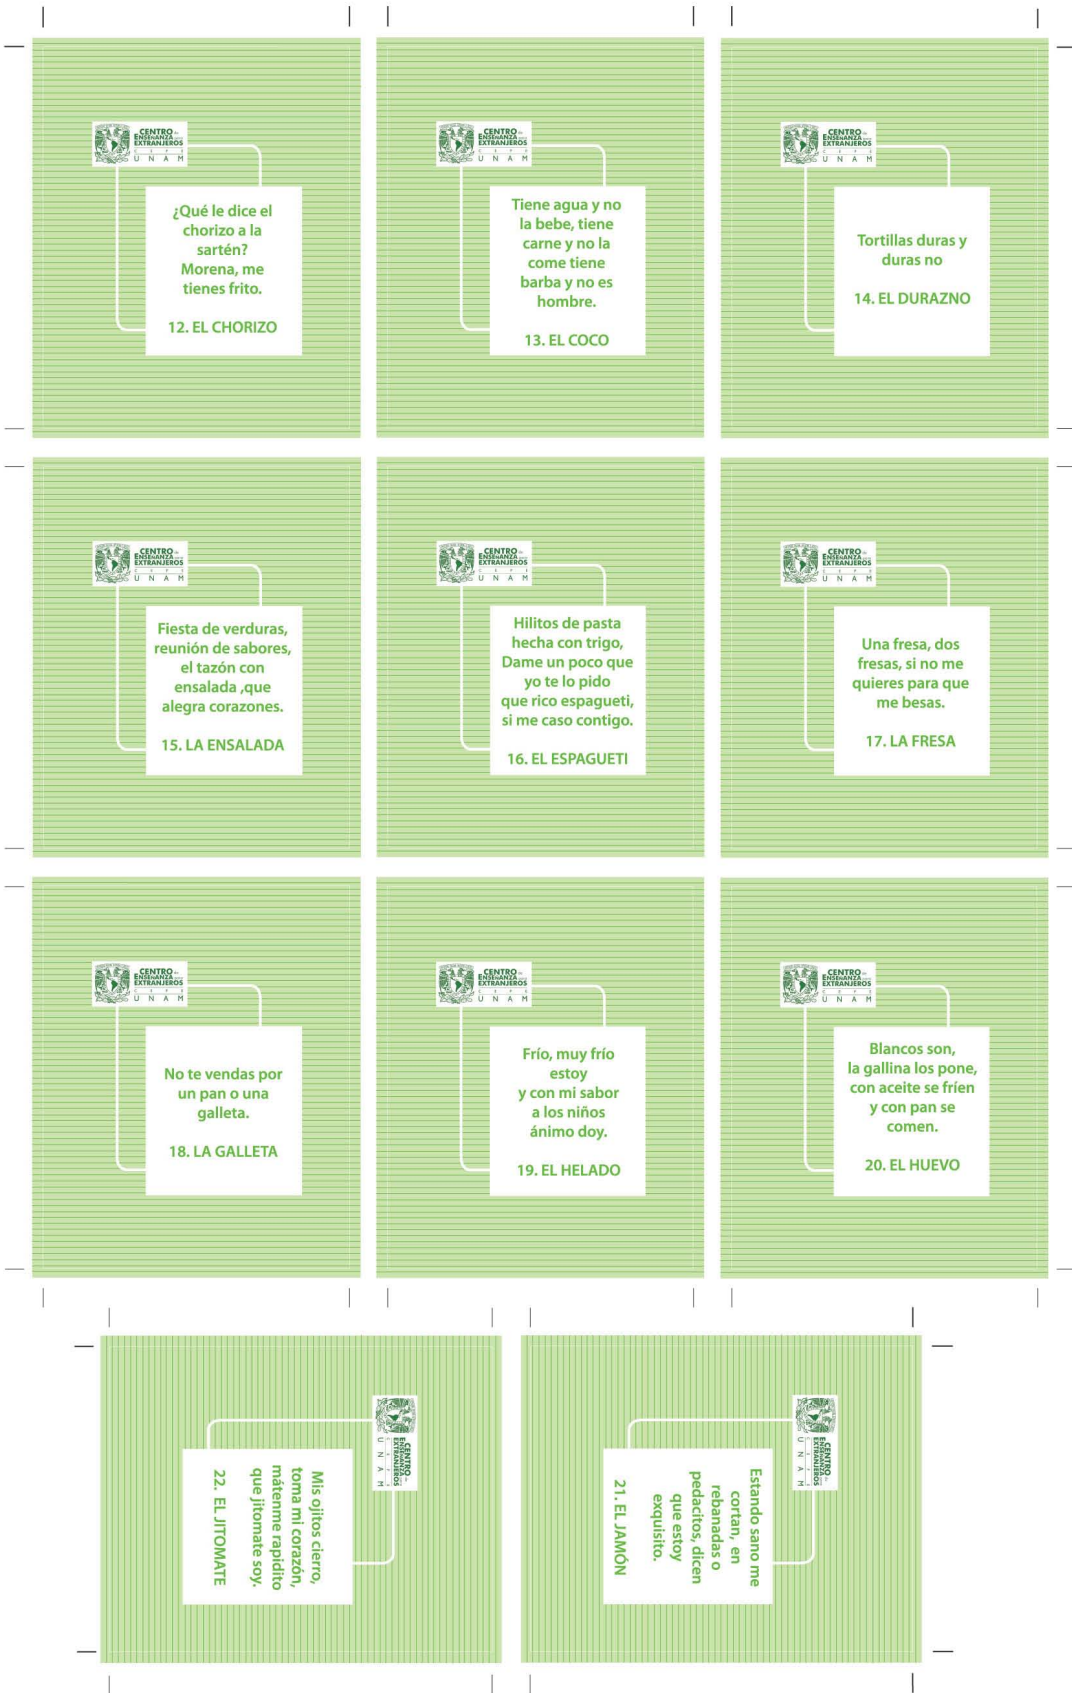 CENTRO de
ENSEÑANZA para
EXTRANJEROS
C E P E
U N A M
¿Qué le dice el
chorizo a la
sartén?
Morena, me
tienes frito.
12. EL CHORIZO
CENTRO de
ENSEÑANZA para
EXTRANJEROS
C E P E
U N A M
Tiene agua y no
la bebe, tiene
carne y no la
come tiene
barba y no es
hombre.
13. EL COCO
CENTRO de
ENSEÑANZA para
EXTRANJEROS
C E P E
U N A M
Tortillas duras y
duras no
14. EL DURAZNO
CENTRO de
ENSEÑANZA para
EXTRANJEROS
C E P E
U N A M
Fiesta de verduras,
reunión de sabores,
el tazón con
ensalada ,que
alegra corazones.
15. LA ENSALADA
CENTRO de
ENSEÑANZA para
EXTRANJEROS
C E P E
U N A M
Hilitos de pasta
hecha con trigo,
Dame un poco que
yo te lo pido
que rico espagueti,
si me caso contigo.
16. EL ESPAGUETI
CENTRO de
ENSEÑANZA para
EXTRANJEROS
C E P E
U N A M
Una fresa, dos
fresas, si no me
quieres para que
me besas.
17. LA FRESA
CENTRO de
ENSEÑANZA para
EXTRANJEROS
C E P E
U N A M
No te vendas por
un pan o una
galleta.
18. LA GALLETA
CENTRO de
ENSEÑANZA para
EXTRANJEROS
C E P E
U N A M
Frío, muy frío
estoy
y con mi sabor
a los niños
ánimo doy.
19. EL HELADO
CENTRO de
ENSEÑANZA para
EXTRANJEROS
C E P E
U N A M
Blancos son,
la gallina los pone,
con aceite se fríen
y con pan se
comen.
20. EL HUEVO
CENTRO de
ENSEÑANZA para
EXTRANJEROS
C E P E
U N A M
Mis ojitos cierro,
toma mi corazón,
mátenme rapidito
que jitomate soy.
22. EL JITOMATE
CENTRO de
ENSEÑANZA para
EXTRANJEROS
C E P E
U N A M
Estando sano me
cortan, en
rebanadas o
pedacitos, dicen
que estoy
exquisito.
21. EL JAMÓN